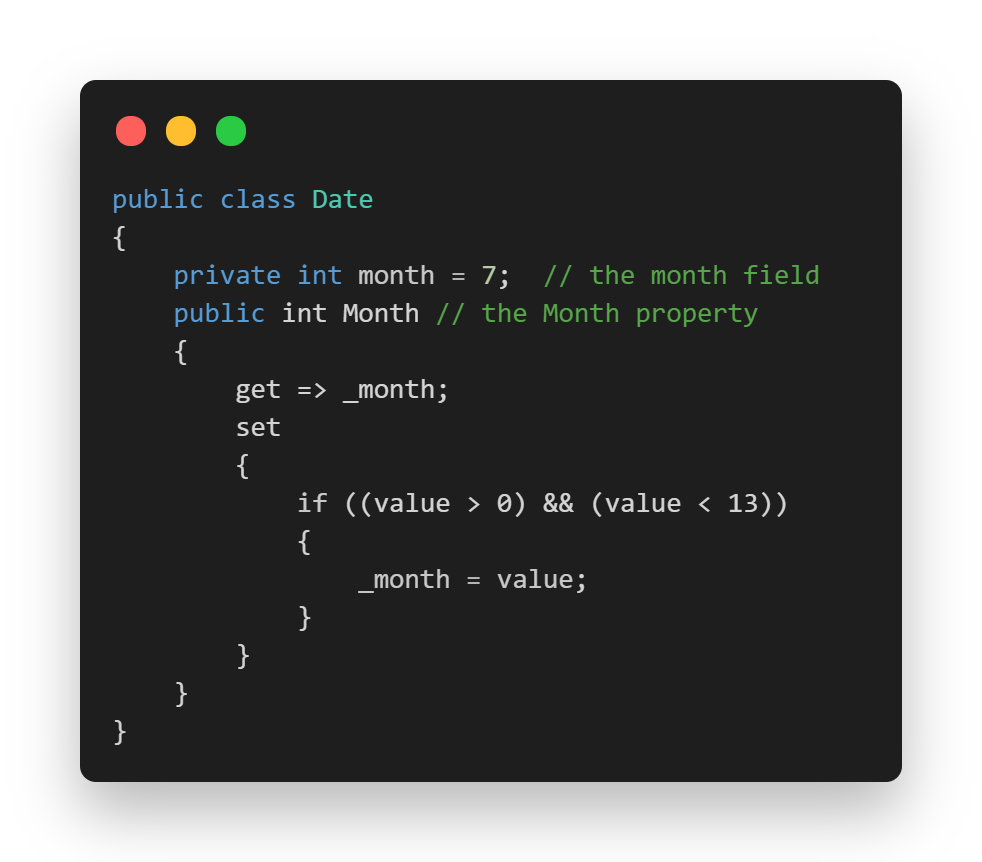 public class Date
{
    private int month = 7;  // the month field
    public int Month // the Month property
    {
        get => _month;
        set
        {
            if ((value > 0) && (value < 13))
            {
                _month = value;
            }
        }
    }
}